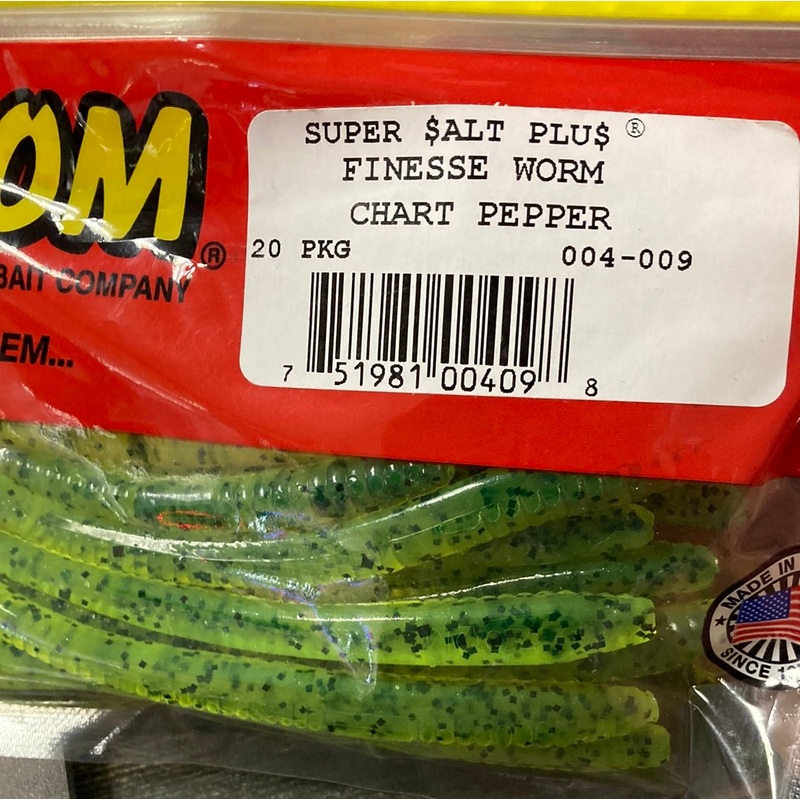 OM®
BAIT COMPANY
EM...
SUPER $ALT PLU$ ®
FINESSE WORM
CHART PEPPER
20 PKG 004-009
7 51981 00409 8
MADE IN
SINCE